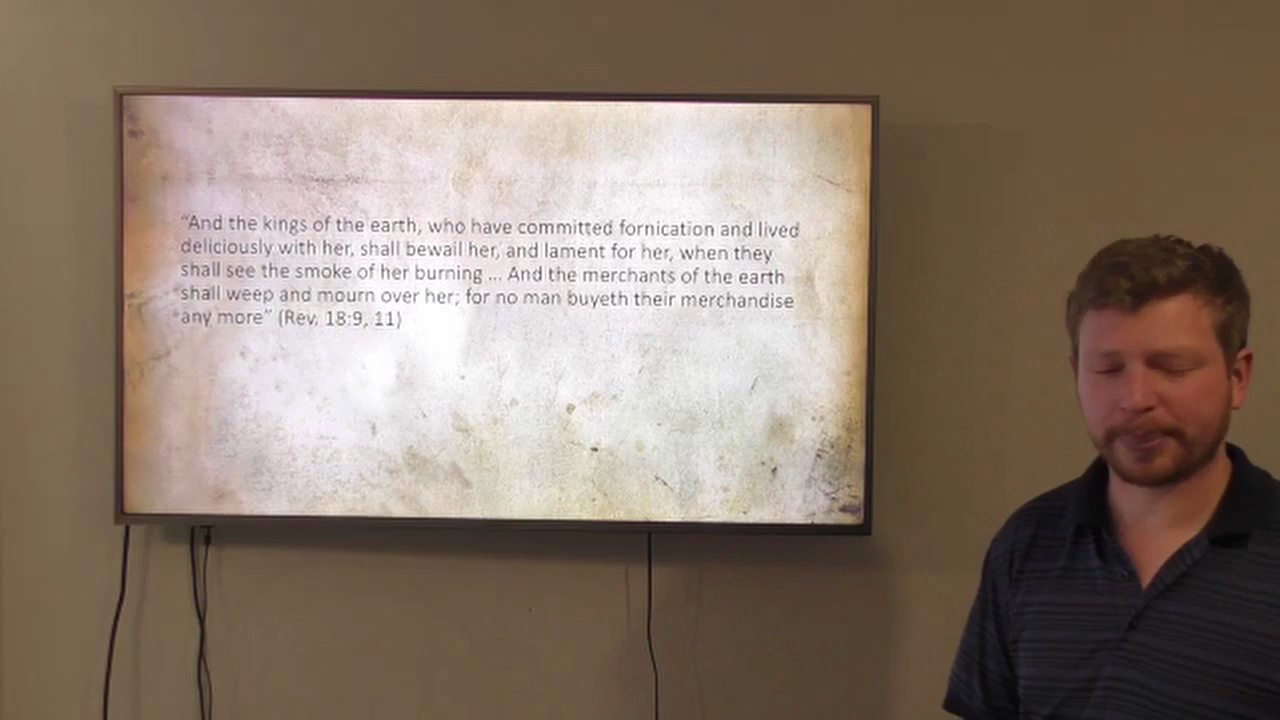 “And the kings of the earth, who have committed fornication and lived
deliciously with her, shall bewail her, and lament for her, when they
shall see the smoke of her burning ... And the merchants of the earth
shall weep and mourn over her; for no man buyeth their merchandise
any more” (Rev. 18:9, 11)